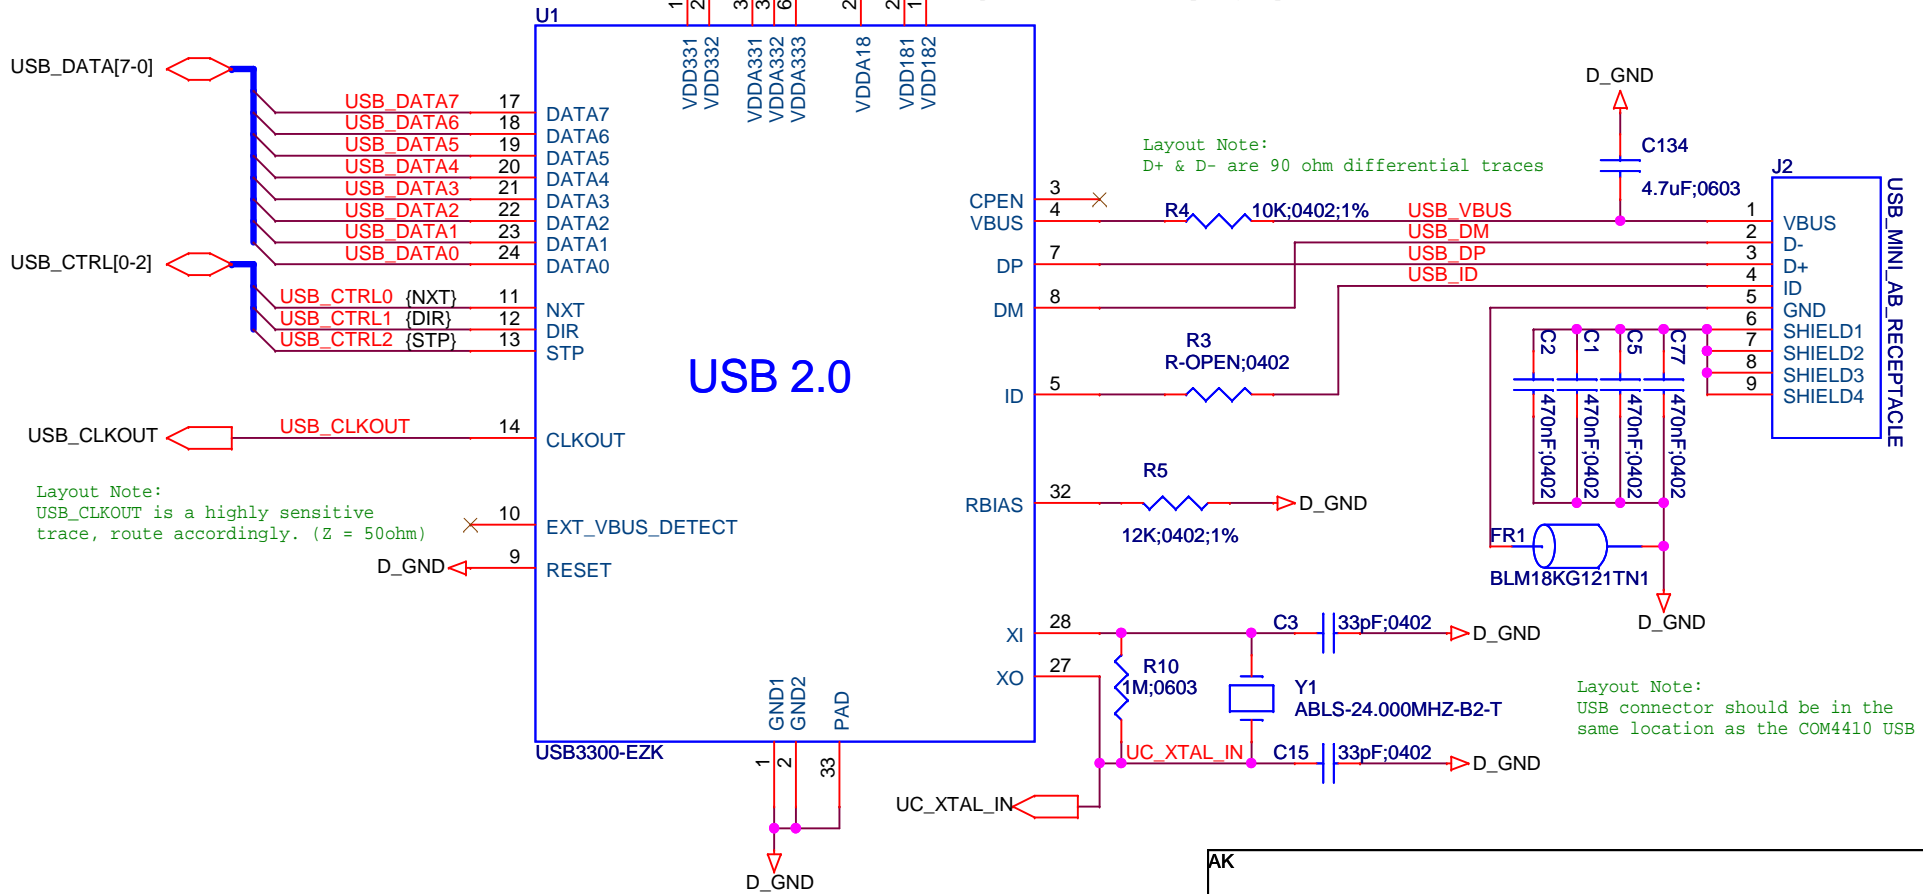 U1
1
2
3
3
6
2
2
1
VDD331
VDD332
VDDA331
VDDA332
VDDA333
VDDA18
VDD181
VDD182
USB_DATA[7-0]
USB_DATA7 17 DATA7
USB_DATA6 18 DATA6
USB_DATA5 19 DATA5
USB_DATA4 20 DATA4
USB_DATA3 21 DATA3
USB_DATA2 22 DATA2
USB_DATA1 23 DATA1
USB_DATA0 24 DATA0
USB_CTRL[0-2]
USB_CTRL0 {NXT} 11 NXT
USB_CTRL1 {DIR} 12 DIR
USB_CTRL2 {STP} 13 STP
USB_CLKOUT USB_CLKOUT 14 CLKOUT
Layout Note:
USB_CLKOUT is a highly sensitive
trace, route accordingly. (Z = 50ohm)
10 EXT_VBUS_DETECT
D_GND 9 RESET
USB 2.0
USB3300-EZK
GND1
GND2
PAD
1
2
33
D_GND
CPEN 3
VBUS 4
DP 7
DM 8
ID 5
RBIAS 32
XI 28
XO 27
Layout Note:
D+ & D- are 90 ohm differential traces
R4 10K;0402;1%
USB_VBUS
USB_DM
USB_DP
USB_ID
R3
R-OPEN;0402
R5
12K;0402;1%
D_GND
D_GND
C134
4.7uF;0603
J2
USB_MINI_AB_RECEPTACLE
1 VBUS
2 D-
3 D+
4 ID
5 GND
6 SHIELD1
7 SHIELD2
8 SHIELD3
9 SHIELD4
C2
C1
C5
C77
470nF;0402
470nF;0402
470nF;0402
470nF;0402
FR1
BLM18KG121TN1
D_GND
C3 33pF;0402 D_GND
R10
1M;0603
Y1
ABLS-24.000MHZ-B2-T
UC_XTAL_IN C15 33pF;0402 D_GND
UC_XTAL_IN
Layout Note:
USB connector should be in the
same location as the COM4410 USB
AK